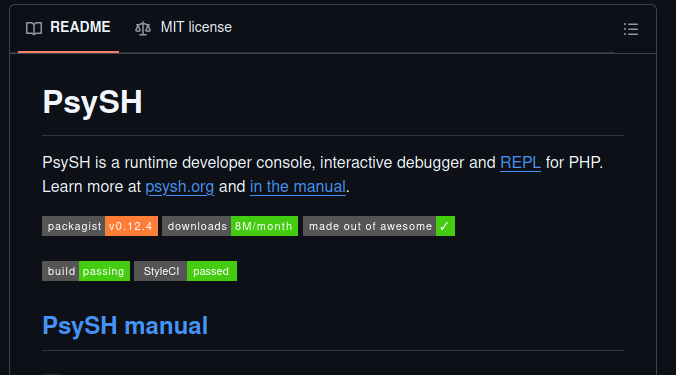 README MIT license
PsySH
PsySH is a runtime developer console, interactive debugger and REPL for PHP.
Learn more at psysh.org and in the manual.
packagist v0.12.4 downloads 8M/month made out of awesome ✓
build passing StyleCI passed
PsySH manual